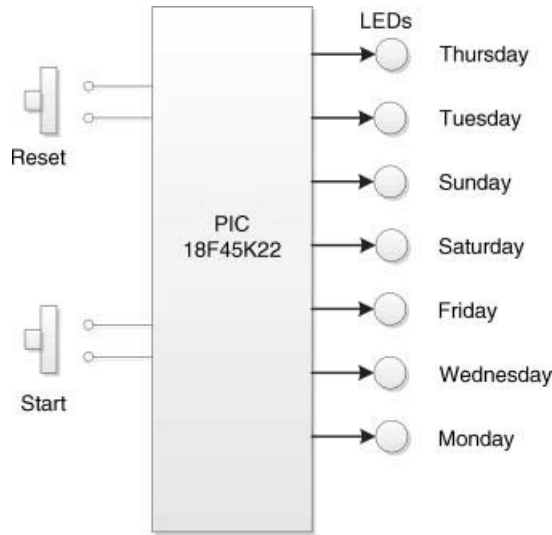 LEDs
Thursday
Tuesday
Reset
Sunday
PIC
18F45K22
Saturday
Friday
Wednesday
Start
Monday